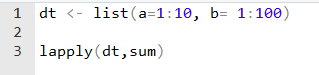 1 dt <- list(a=1:10, b= 1:100)
2
3 lapply(dt,sum)